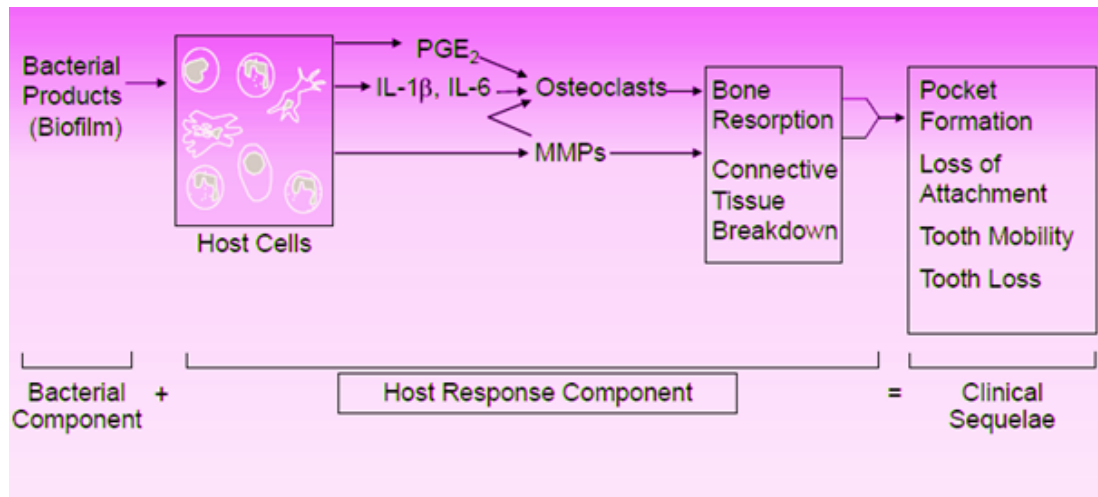 Bacterial
Products
(Biofilm)
Host Cells
PGE₂
IL-1β, IL-6
Osteoclasts
MMPs
Bone
Resorption
Connective
Tissue
Breakdown
Pocket
Formation
Loss of
Attachment
Tooth Mobility
Tooth Loss
Bacterial
Component
+
Host Response Component
=
Clinical
Sequelae